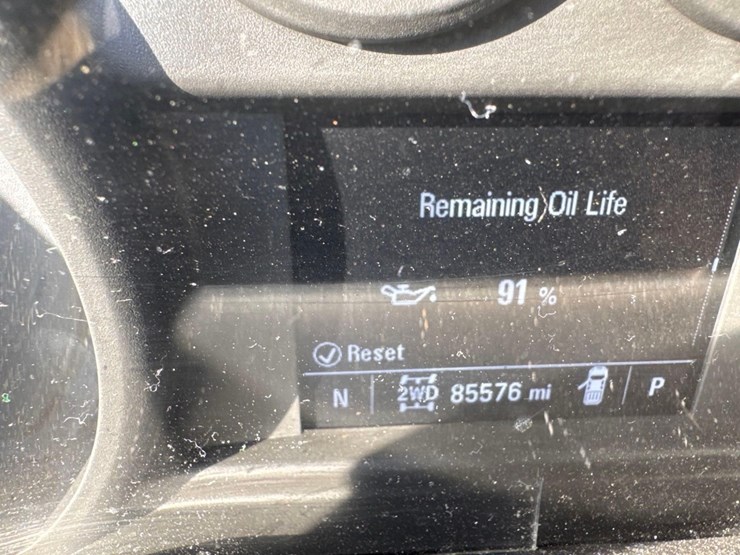 Remaining Oil Life
91 %
Reset
N 2WD 85576 mi P